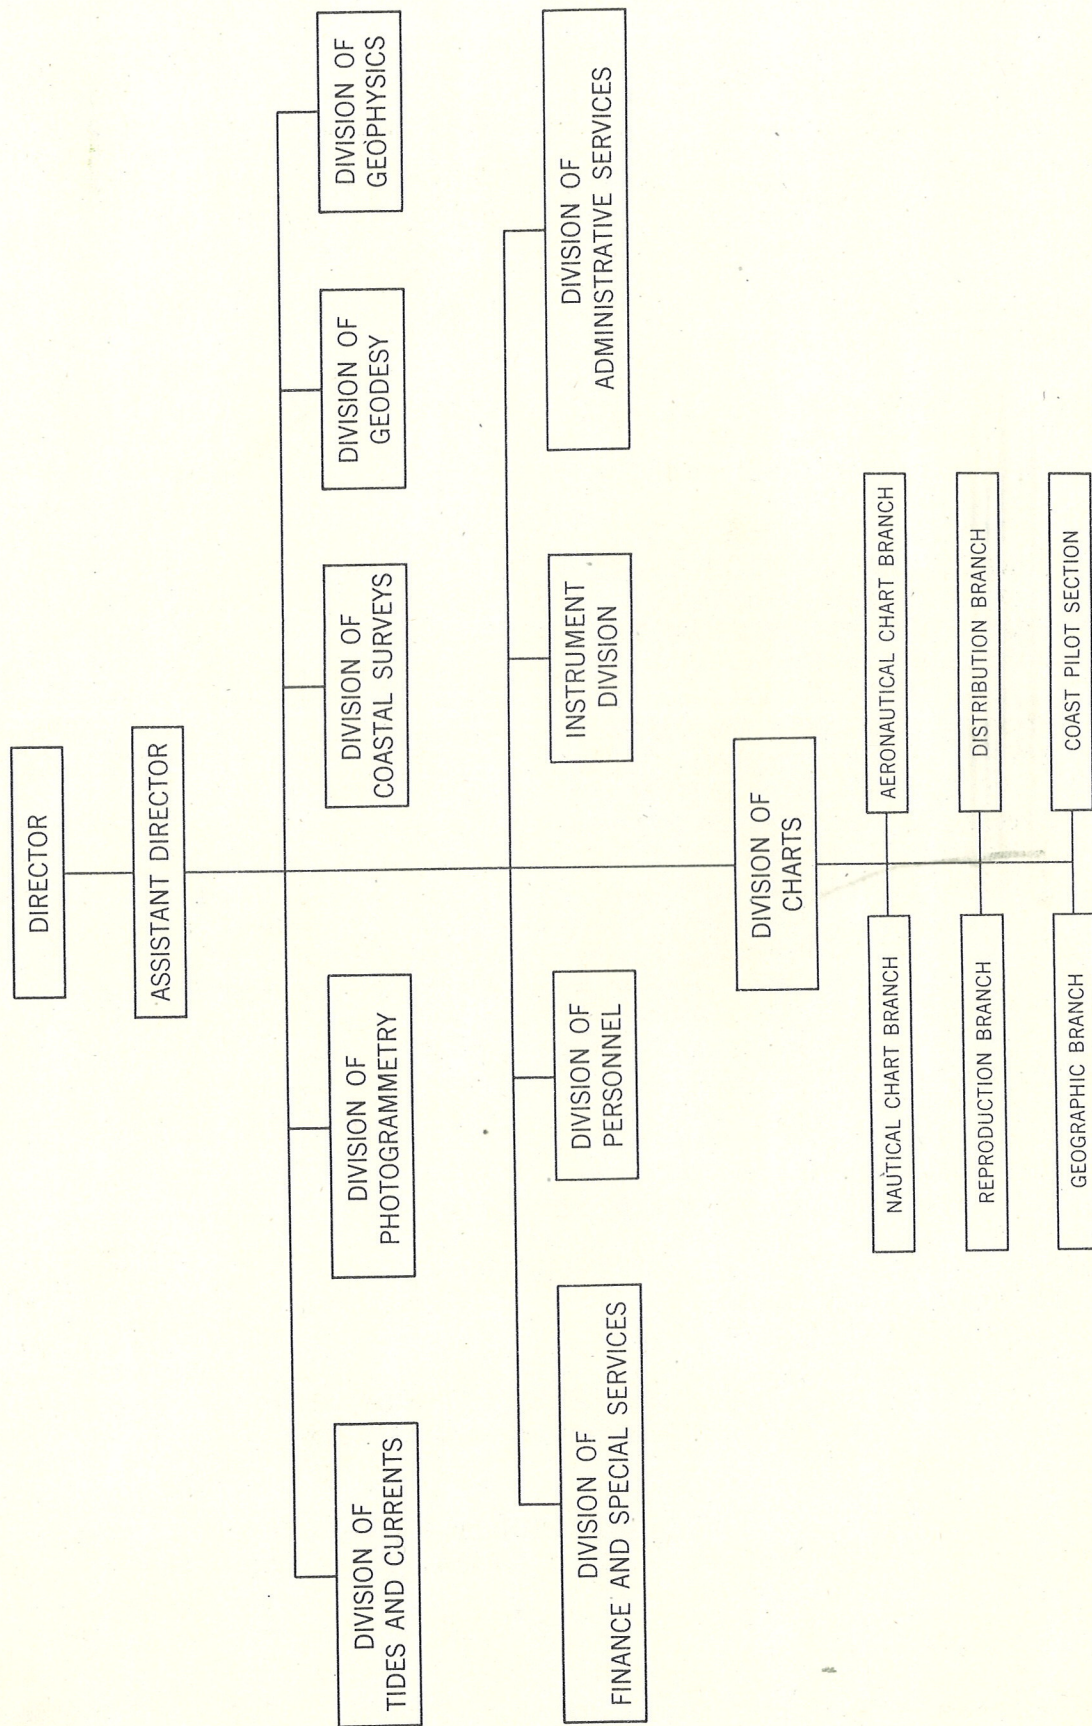 DIRECTOR
ASSISTANT DIRECTOR
DIVISION OF
TIDES AND CURRENTS
DIVISION OF
PHOTOGRAMMETRY
DIVISION OF
COASTAL SURVEYS
DIVISION OF
GEODESY
DIVISION OF
GEOPHYSICS
DIVISION OF
FINANCE AND SPECIAL SERVICES
DIVISION OF
PERSONNEL
INSTRUMENT
DIVISION
DIVISION OF
ADMINISTRATIVE SERVICES
DIVISION OF
CHARTS
NAUTICAL CHART BRANCH
AERONAUTICAL CHART BRANCH
REPRODUCTION BRANCH
DISTRIBUTION BRANCH
GEOGRAPHIC BRANCH
COAST PILOT SECTION